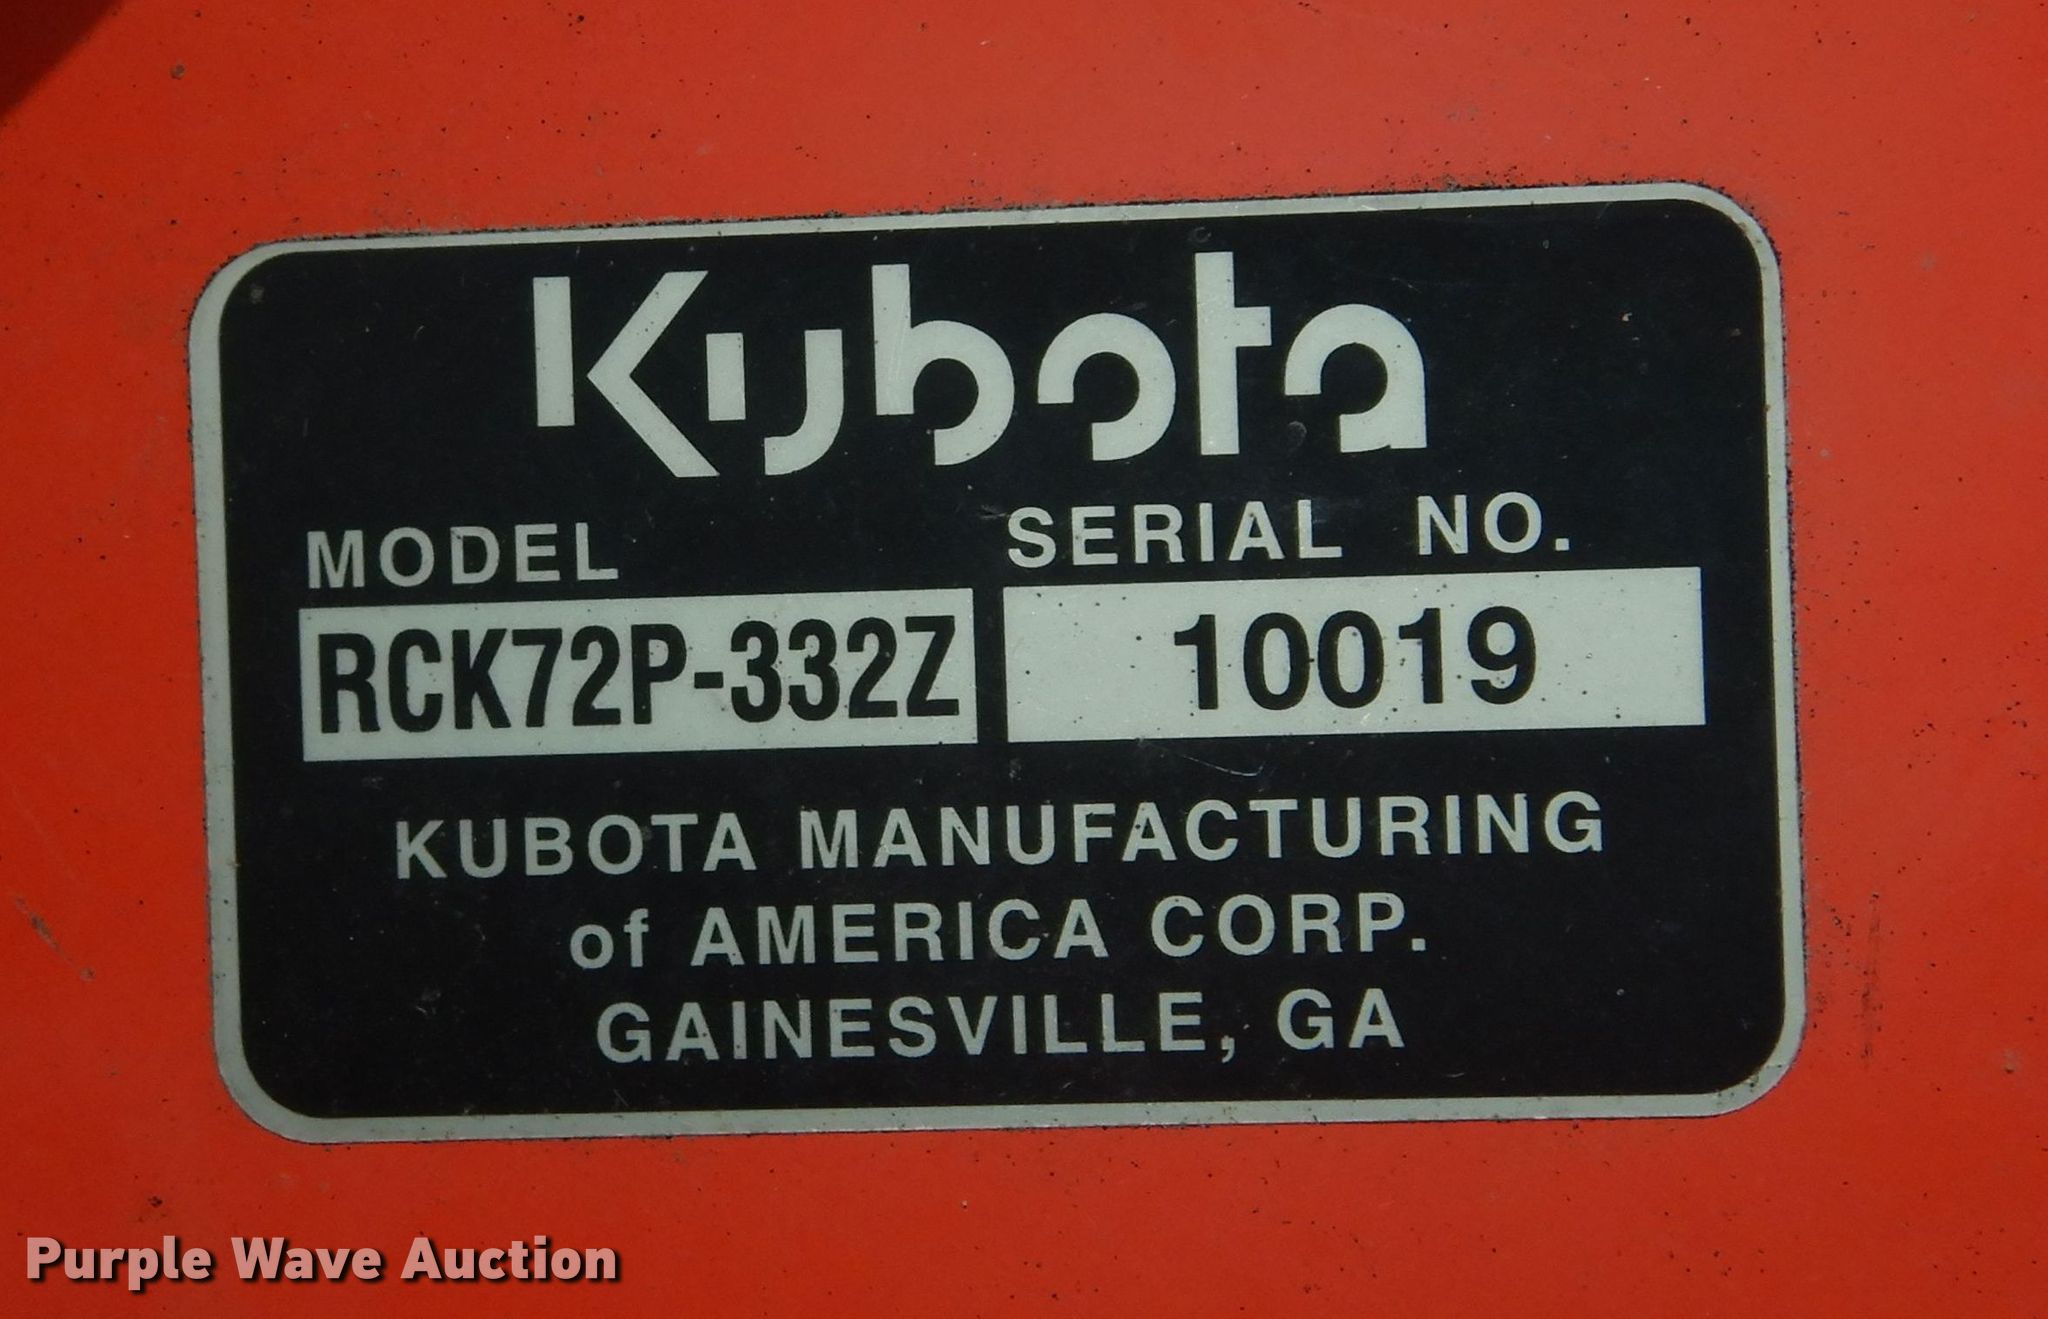 Kubota
MODEL SERIAL NO.
RCK72P-332Z 10019
KUBOTA MANUFACTURING
of AMERICA CORP.
GAINESVILLE, GA
Purple Wave Auction